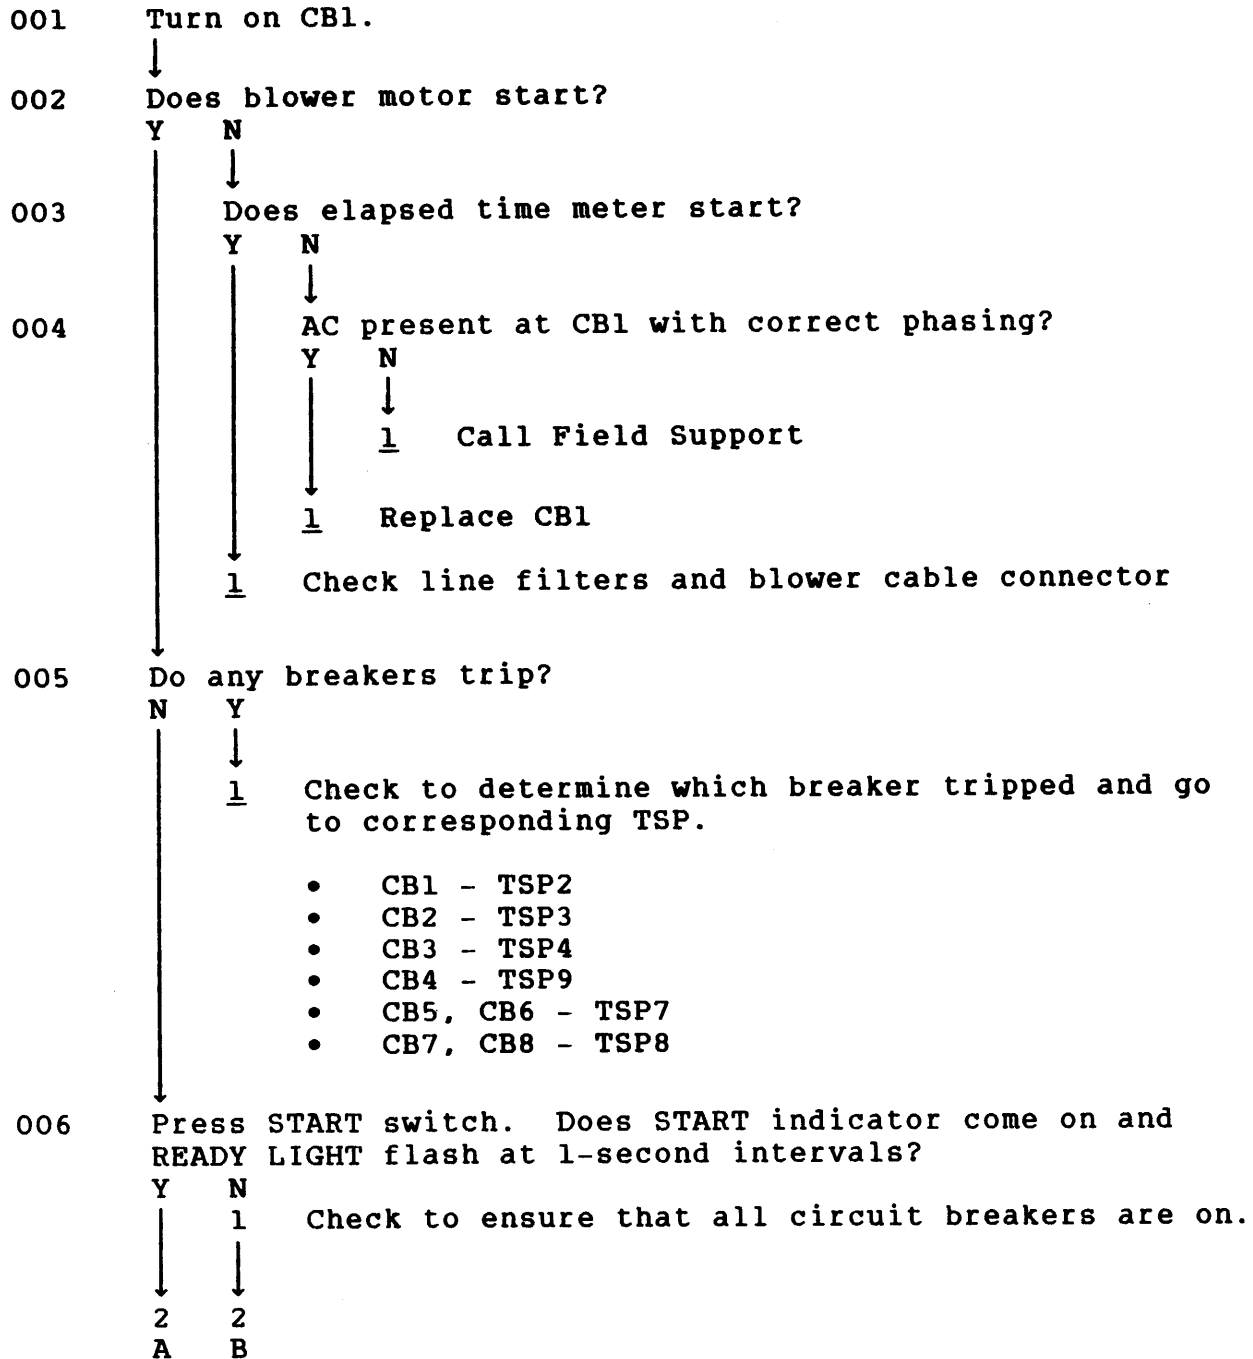 001 Turn on CB1.
002 Does blower motor start?
Y N
003 Does elapsed time meter start?
Y N
004 AC present at CB1 with correct phasing?
Y N
1 Call Field Support
1 Replace CB1
1 Check line filters and blower cable connector
005 Do any breakers trip?
N Y
1 Check to determine which breaker tripped and go
to corresponding TSP.
• CB1 - TSP2
• CB2 - TSP3
• CB3 - TSP4
• CB4 - TSP9
• CB5, CB6 - TSP7
• CB7, CB8 - TSP8
006 Press START switch. Does START indicator come on and
READY LIGHT flash at 1-second intervals?
Y N
1 Check to ensure that all circuit breakers are on.
2 2
A B